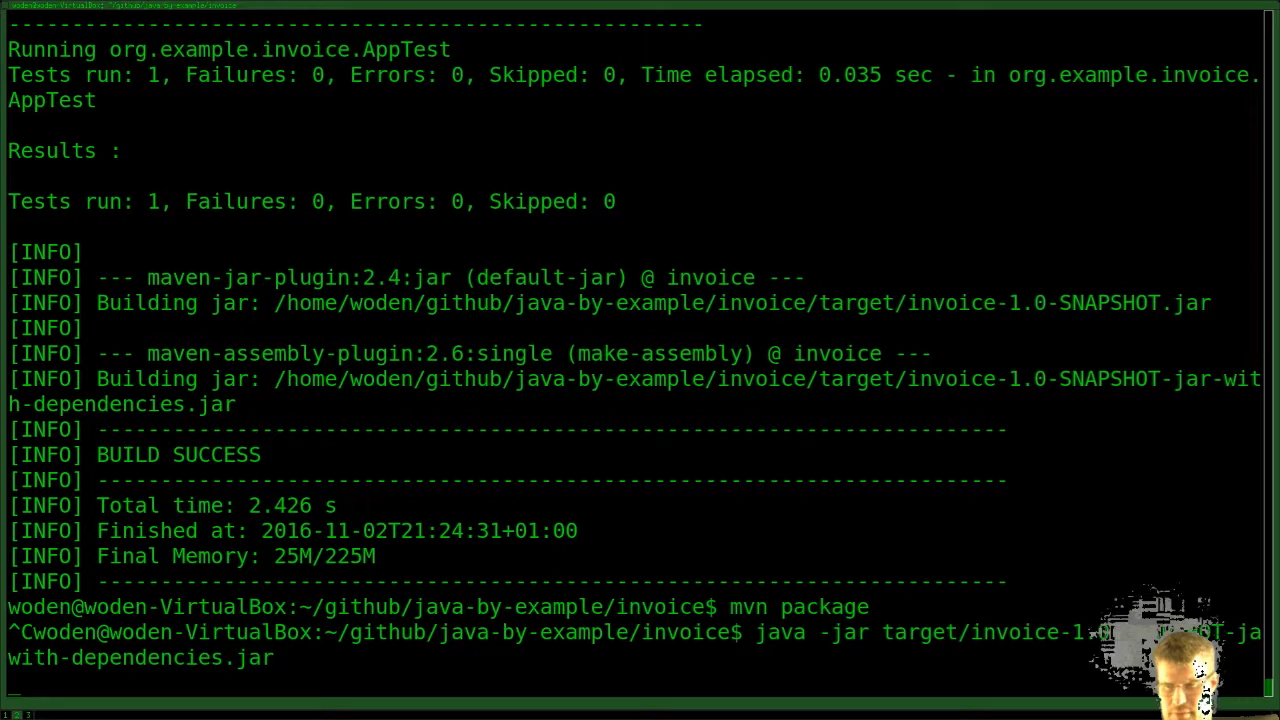 woden@woden-VirtualBox: ~/github/java-by-example/invoice
--------------------------------------------------------
Running org.example.invoice.AppTest
Tests run: 1, Failures: 0, Errors: 0, Skipped: 0, Time elapsed: 0.035 sec - in org.example.invoice.
AppTest
Results :
Tests run: 1, Failures: 0, Errors: 0, Skipped: 0
[INFO]
[INFO] --- maven-jar-plugin:2.4:jar (default-jar) @ invoice ---
[INFO] Building jar: /home/woden/github/java-by-example/invoice/target/invoice-1.0-SNAPSHOT.jar
[INFO]
[INFO] --- maven-assembly-plugin:2.6:single (make-assembly) @ invoice ---
[INFO] Building jar: /home/woden/github/java-by-example/invoice/target/invoice-1.0-SNAPSHOT-jar-wit
h-dependencies.jar
[INFO] ------------------------------------------------------------------------
[INFO] BUILD SUCCESS
[INFO] ------------------------------------------------------------------------
[INFO] Total time: 2.426 s
[INFO] Finished at: 2016-11-02T21:24:31+01:00
[INFO] Final Memory: 25M/225M
[INFO] ------------------------------------------------------------------------
woden@woden-VirtualBox:~/github/java-by-example/invoice$ mvn package
^Cwoden@woden-VirtualBox:~/github/java-by-example/invoice$ java -jar
with-dependencies.jar
1 2 3